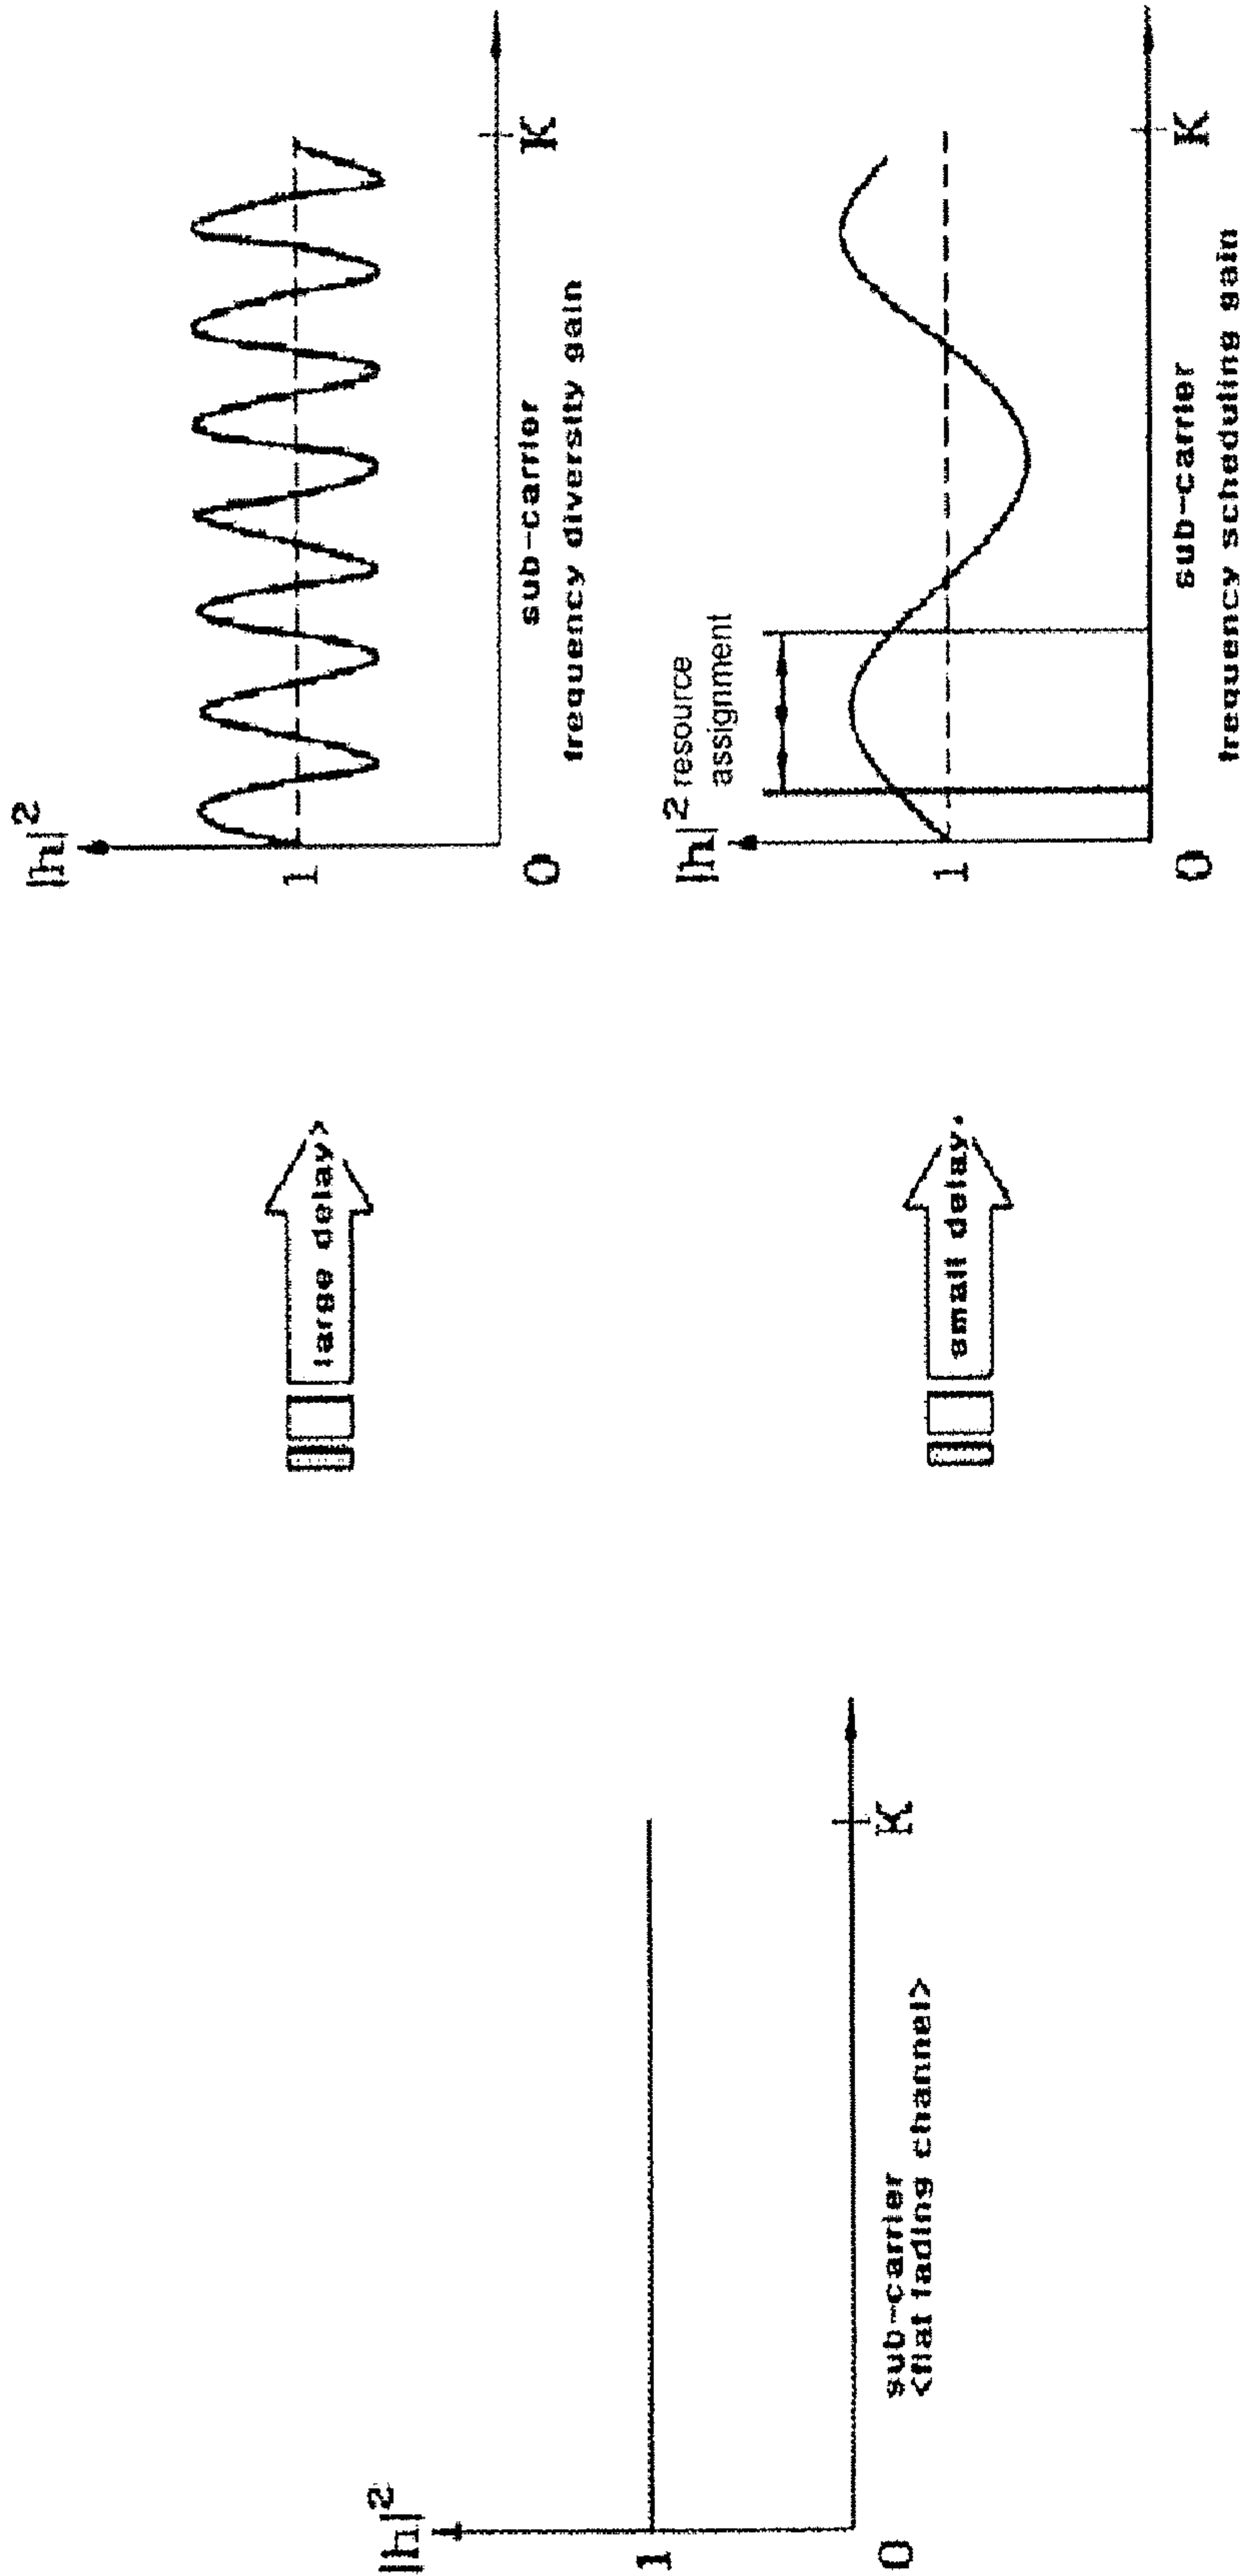 |h|²
1
0
K
sub-carrier
<flat fading channel>
large delay>
|h|²
1
0
K
sub-carrier
frequency diversity gain
small delay.
|h|²
resource
assignment
1
0
K
sub-carrier
frequency scheduling gain